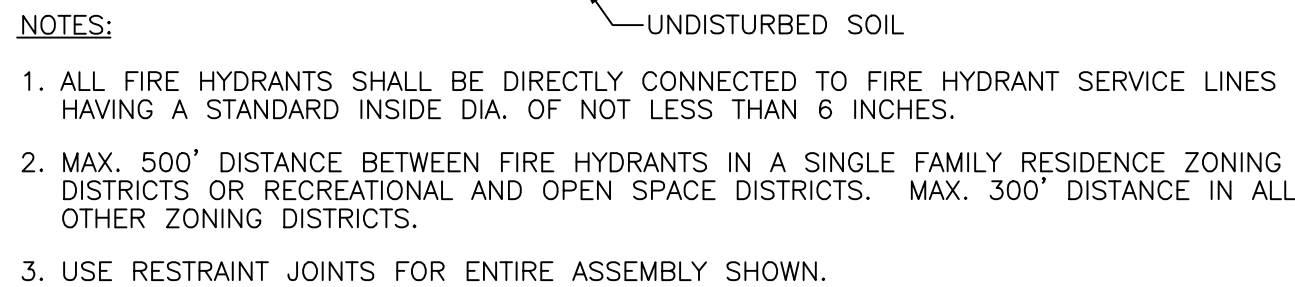 NOTES:
UNDISTURBED SOIL
1. ALL FIRE HYDRANTS SHALL BE DIRECTLY CONNECTED TO FIRE HYDRANT SERVICE LINES
HAVING A STANDARD INSIDE DIA. OF NOT LESS THAN 6 INCHES.
2. MAX. 500' DISTANCE BETWEEN FIRE HYDRANTS IN A SINGLE FAMILY RESIDENCE ZONING
DISTRICTS OR RECREATIONAL AND OPEN SPACE DISTRICTS. MAX. 300' DISTANCE IN ALL
OTHER ZONING DISTRICTS.
3. USE RESTRAINT JOINTS FOR ENTIRE ASSEMBLY SHOWN.